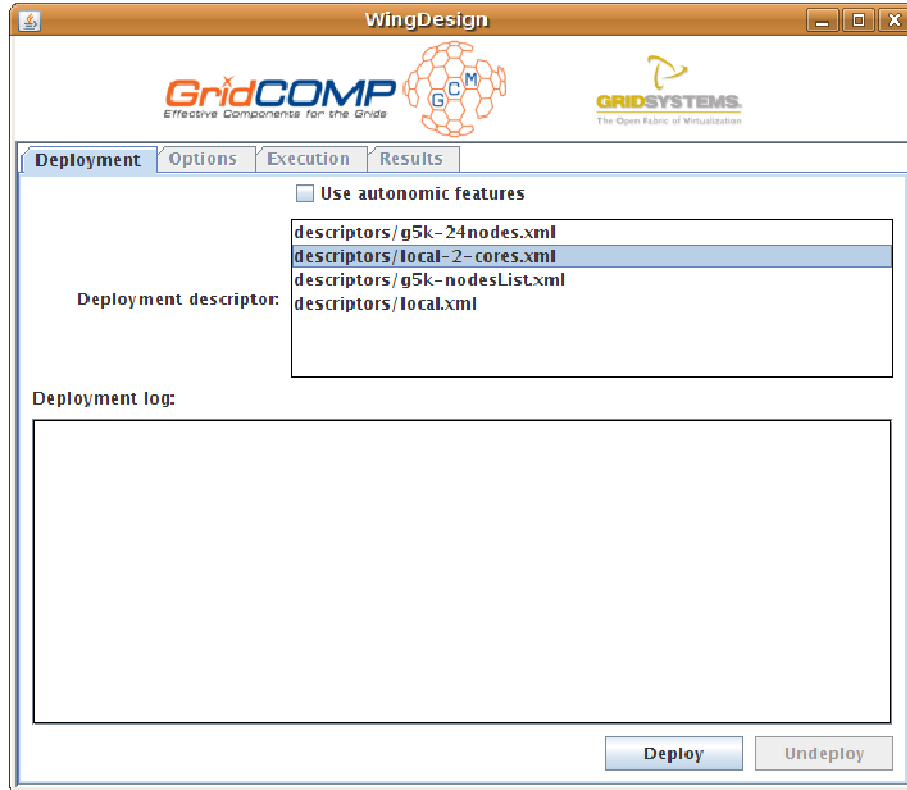 WingDesign
GridCOMP
Effective Components for the Grids
GCM
GRIDSYSTEMS.
The Open Fabric of Virtualization
Deployment Options Execution Results
Use autonomic features
descriptors/g5k-24nodes.xml
descriptors/local-2-cores.xml
descriptors/g5k-nodesList.xml
Deployment descriptor:
descriptors/local.xml
Deployment log:
Deploy Undeploy